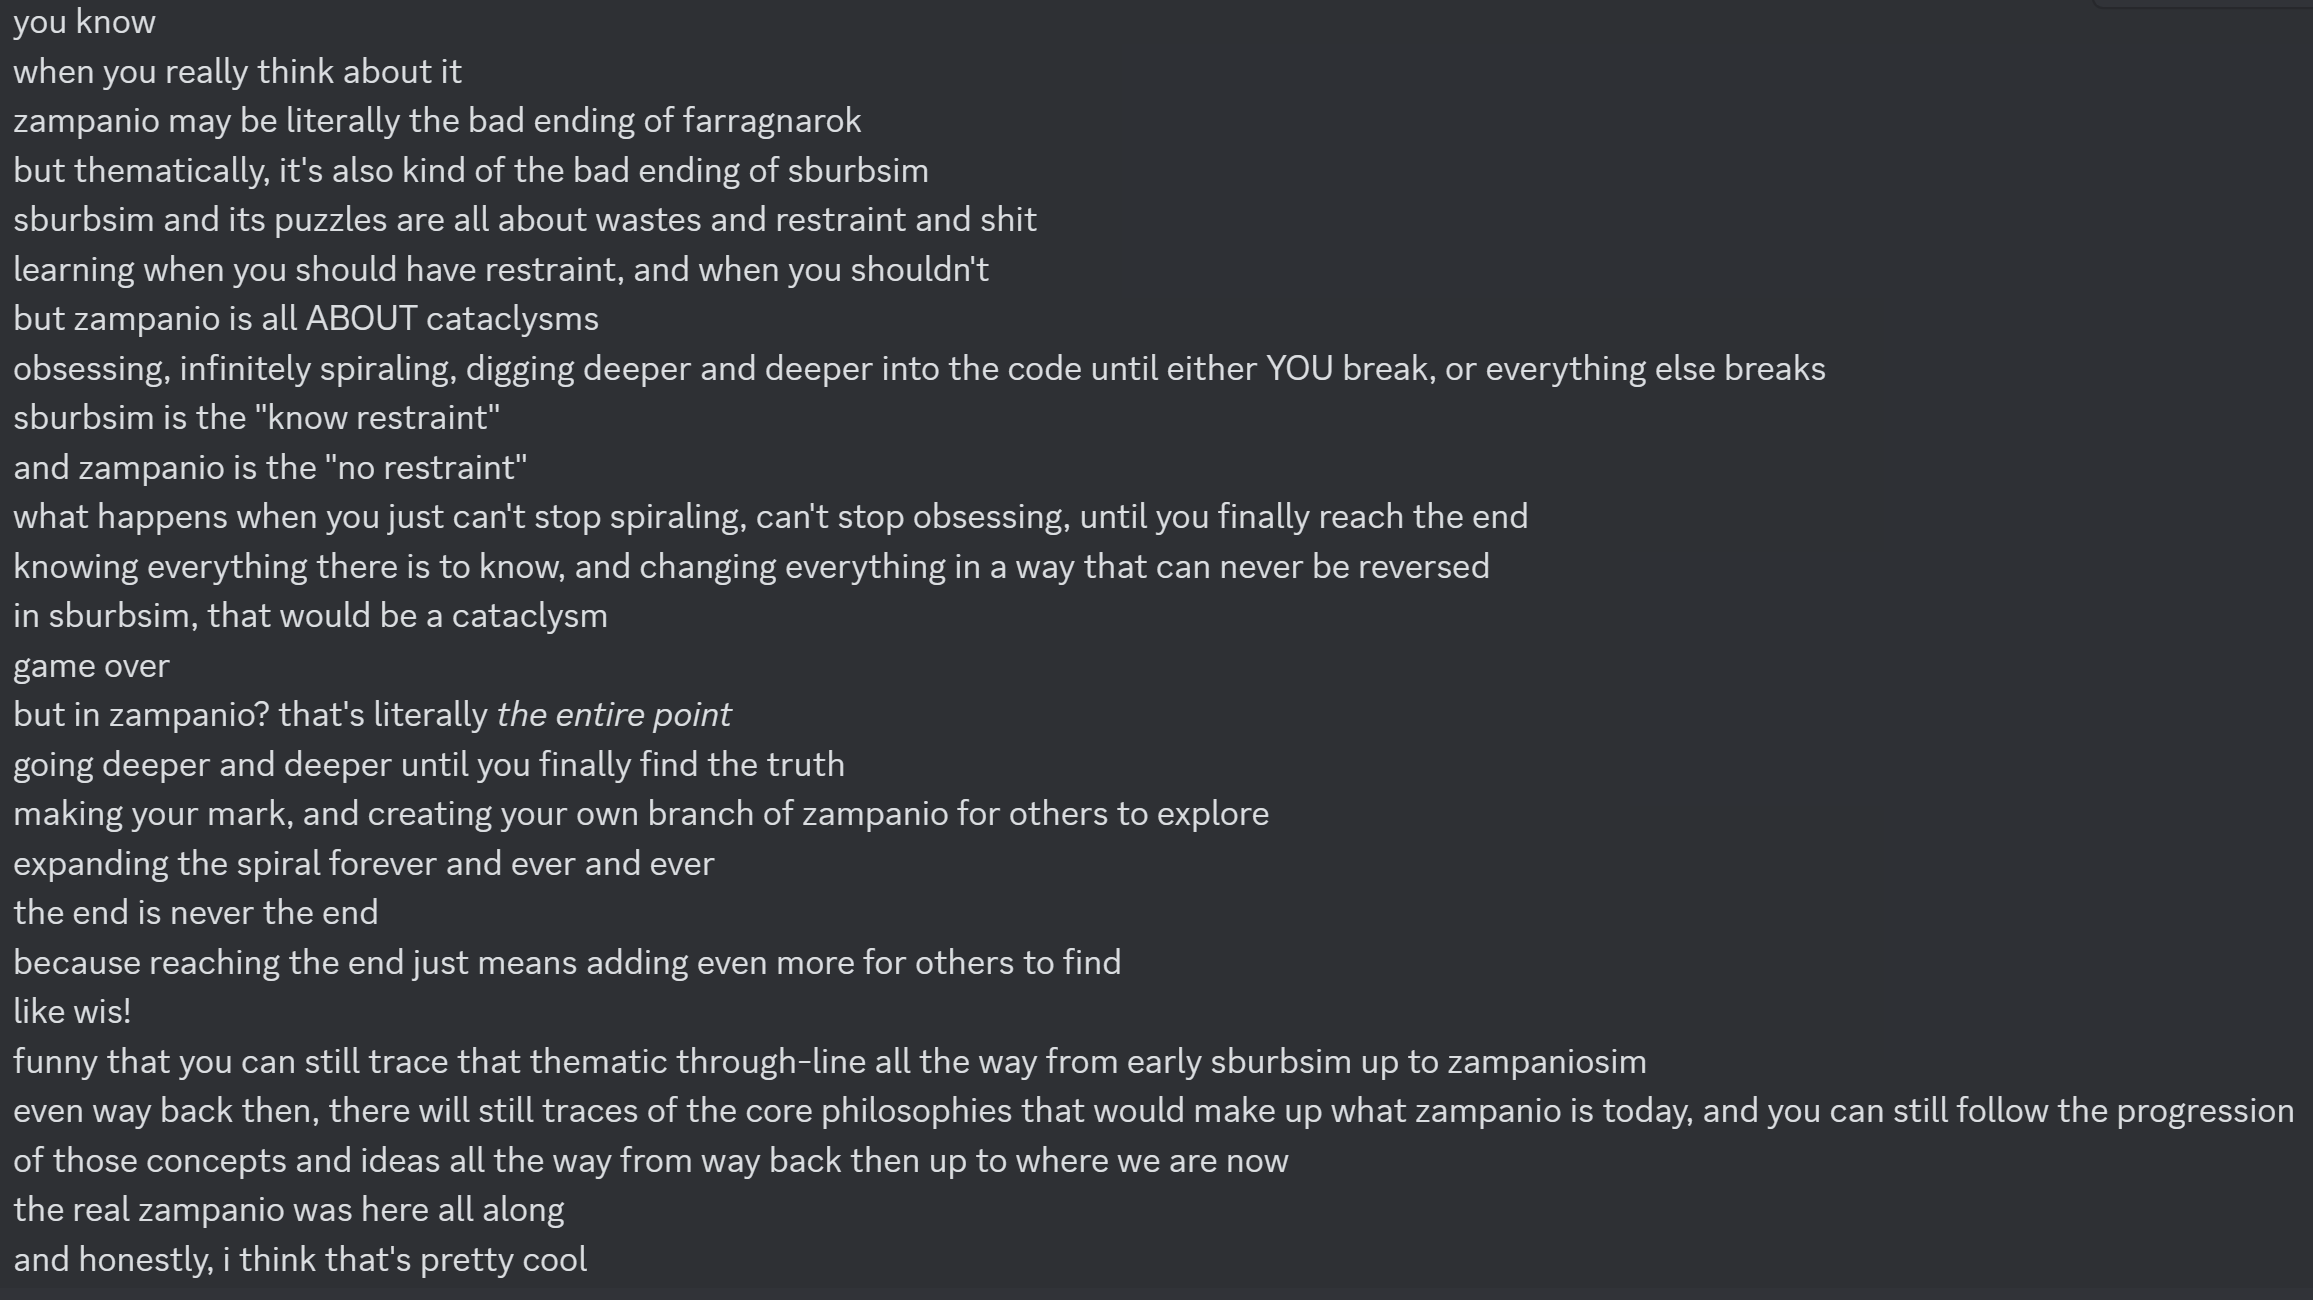 you know
when you really think about it
zampanio may be literally the bad ending of farragnarok
but thematically, it's also kind of the bad ending of sburbsim
sburbsim and its puzzles are all about wastes and restraint and shit
learning when you should have restraint, and when you shouldn't
but zampanio is all ABOUT cataclysms
obsessing, infinitely spiraling, digging deeper and deeper into the code until either YOU break, or everything else breaks
sburbsim is the "know restraint"
and zampanio is the "no restraint"
what happens when you just can't stop spiraling, can't stop obsessing, until you finally reach the end
knowing everything there is to know, and changing everything in a way that can never be reversed
in sburbsim, that would be a cataclysm
game over
but in zampanio? that's literally the entire point
going deeper and deeper until you finally find the truth
making your mark, and creating your own branch of zampanio for others to explore
expanding the spiral forever and ever and ever
the end is never the end
because reaching the end just means adding even more for others to find
like wis!
funny that you can still trace that thematic through-line all the way from early sburbsim up to zampaniosim
even way back then, there will still traces of the core philosophies that would make up what zampanio is today, and you can still follow the progression
of those concepts and ideas all the way from way back then up to where we are now
the real zampanio was here all along
and honestly, i think that's pretty cool